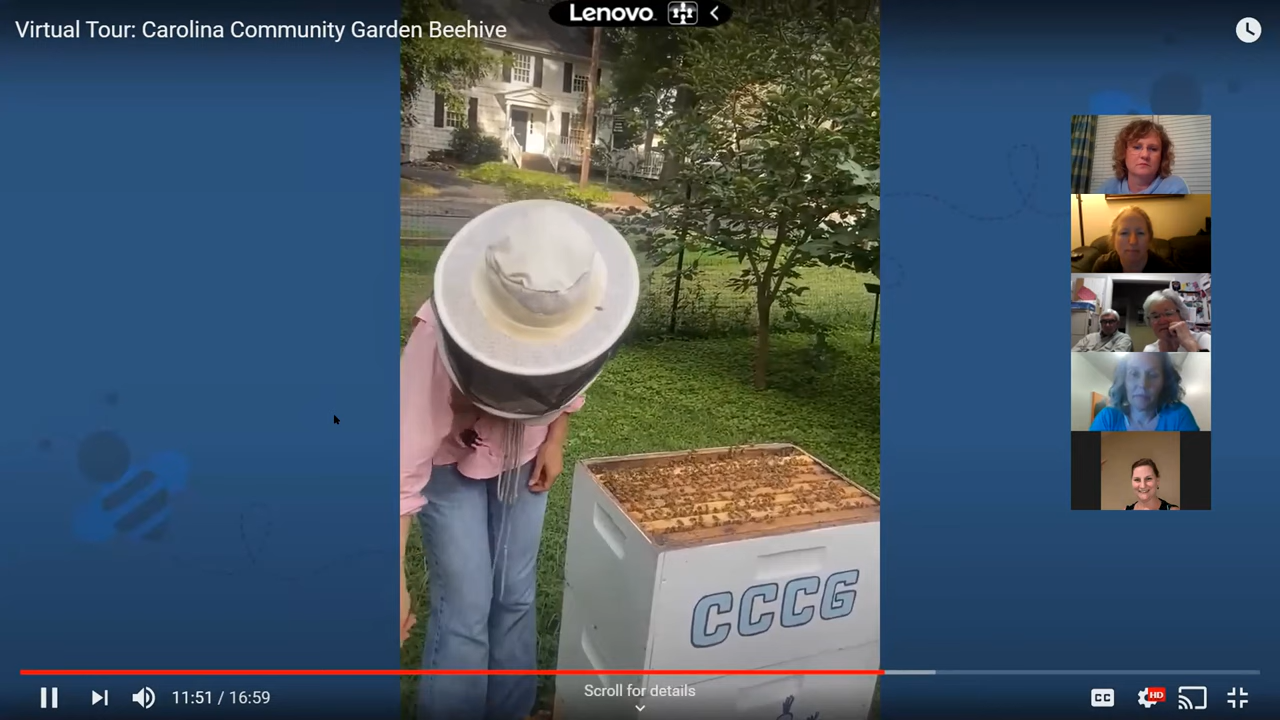 Lenovo
Virtual Tour: Carolina Community Garden Beehive
CCCG
Scroll for details
11:51 / 16:59
CC
HD